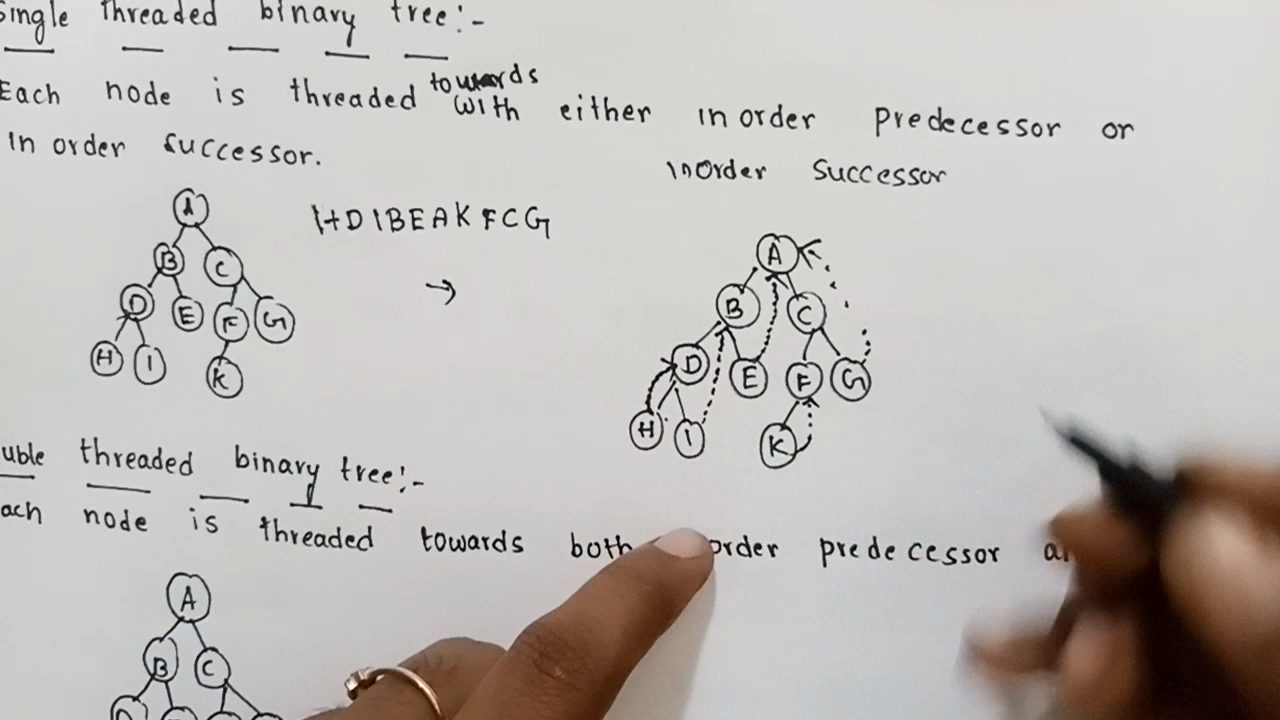 Single threaded binary tree:-
Each node is threaded towards with either inorder predecessor or
In order successor.
Inorder Successor
HDIBEAKFCG
A
B C
D E F G
H I K
→
A
B C
D E F G
H I K
uble threaded binary tree:-
ach node is threaded towards both order predecessor
A
B C